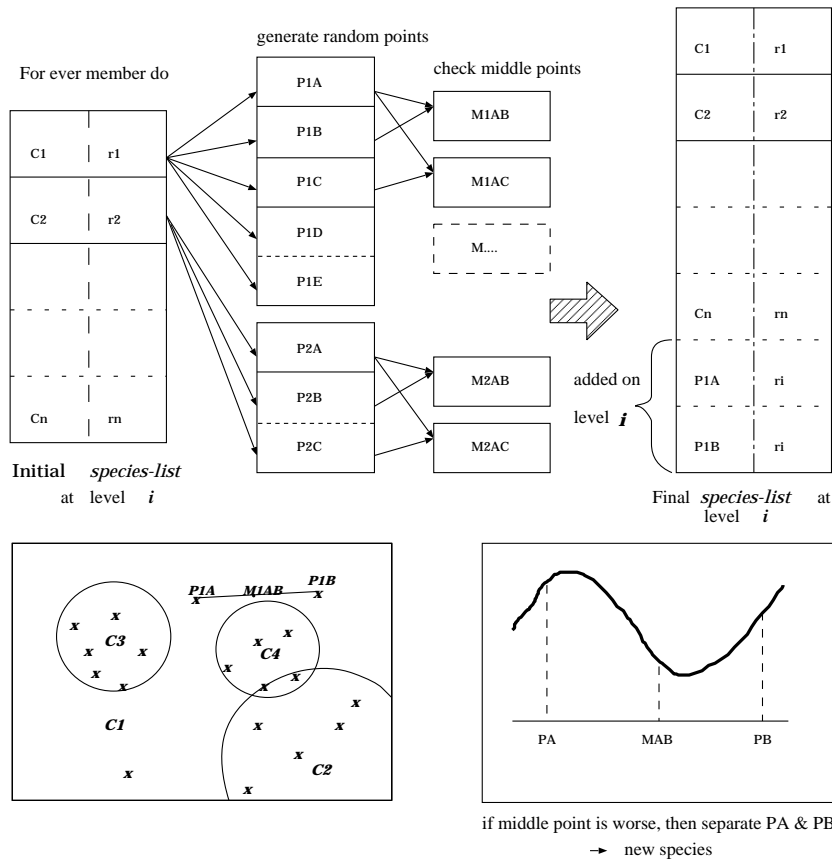 For ever member do
C1 r1
C2 r2
Cn rn
Initial species-list
at level i
generate random points
P1A
P1B
P1C
P1D
P1E
P2A
P2B
P2C
check middle points
M1AB
M1AC
M....
M2AB
M2AC
C1 r1
C2 r2
Cn rn
P1A ri
P1B ri
added on
level i
Final species-list at
level i
P1A M1AB P1B
x x
x x x x x x
C3
x x x x x
C4
C1
x
x x x x x
C2
PA MAB PB
if middle point is worse, then separate PA & PB
→ new species